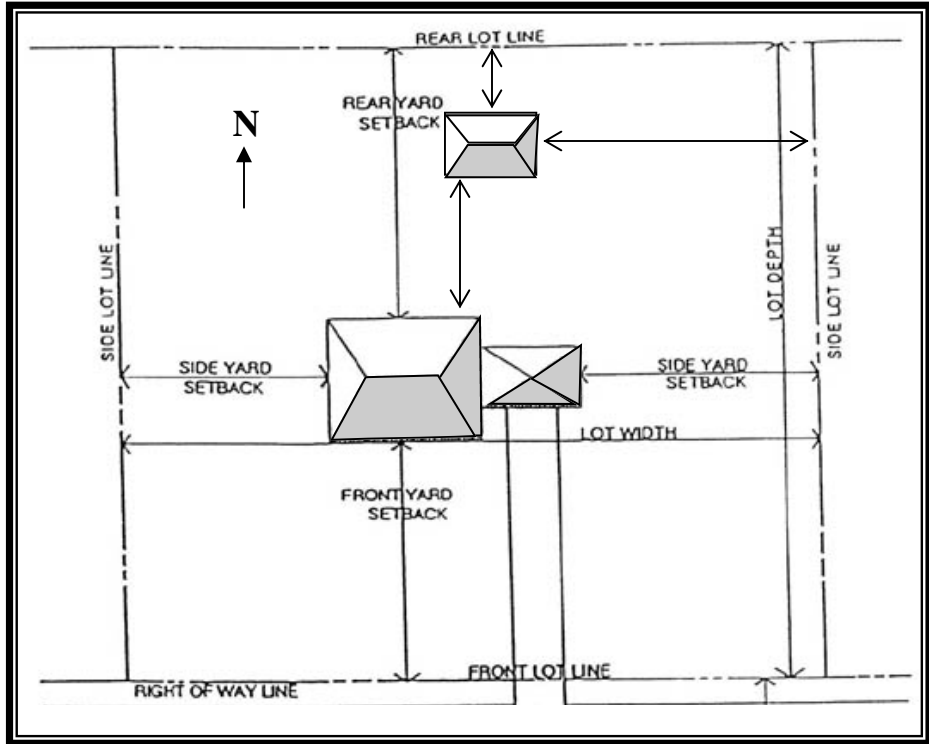 REAR LOT LINE
REAR YARD
SETBACK
N
SIDE LOT LINE
LOT DEPTH
SIDE LOT LINE
SIDE YARD
SETBACK
SIDE YARD
SETBACK
LOT WIDTH
FRONT YARD
SETBACK
FRONT LOT LINE
RIGHT OF WAY LINE